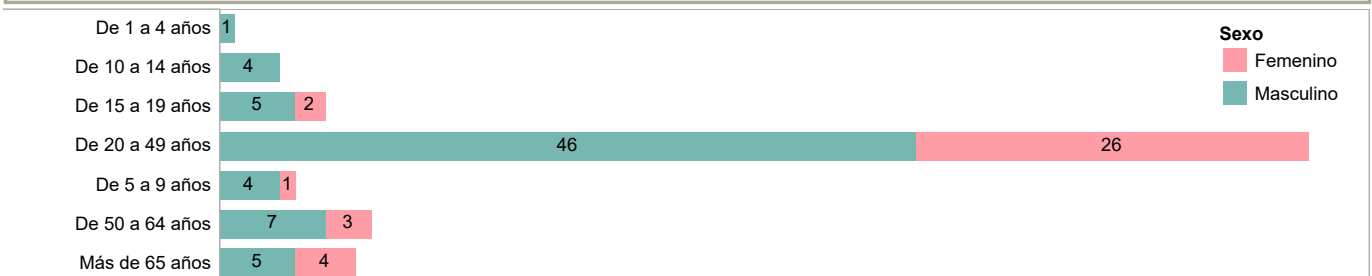 De 1 a 4 años 1
De 10 a 14 años 4
De 15 a 19 años 5 2
De 20 a 49 años 46 26
De 5 a 9 años 4 1
De 50 a 64 años 7 3
Más de 65 años 5 4
Sexo
Femenino
Masculino